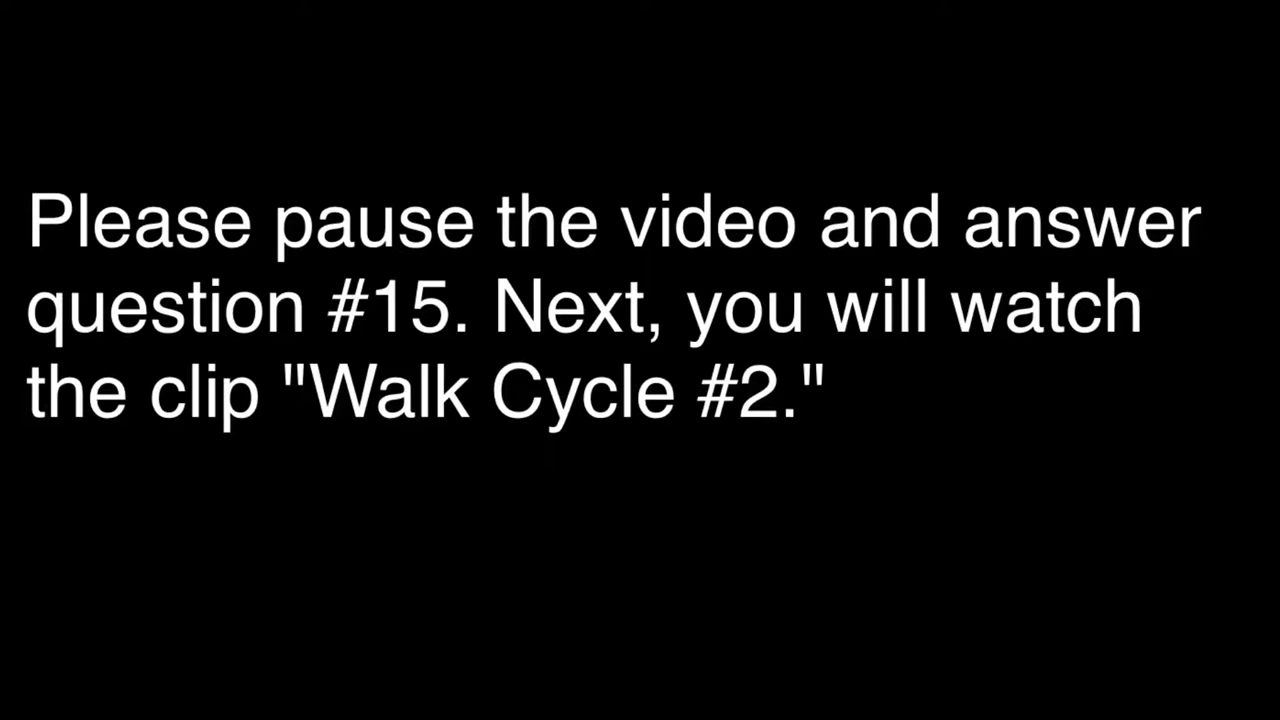 Please pause the video and answer
question #15. Next, you will watch
the clip "Walk Cycle #2."